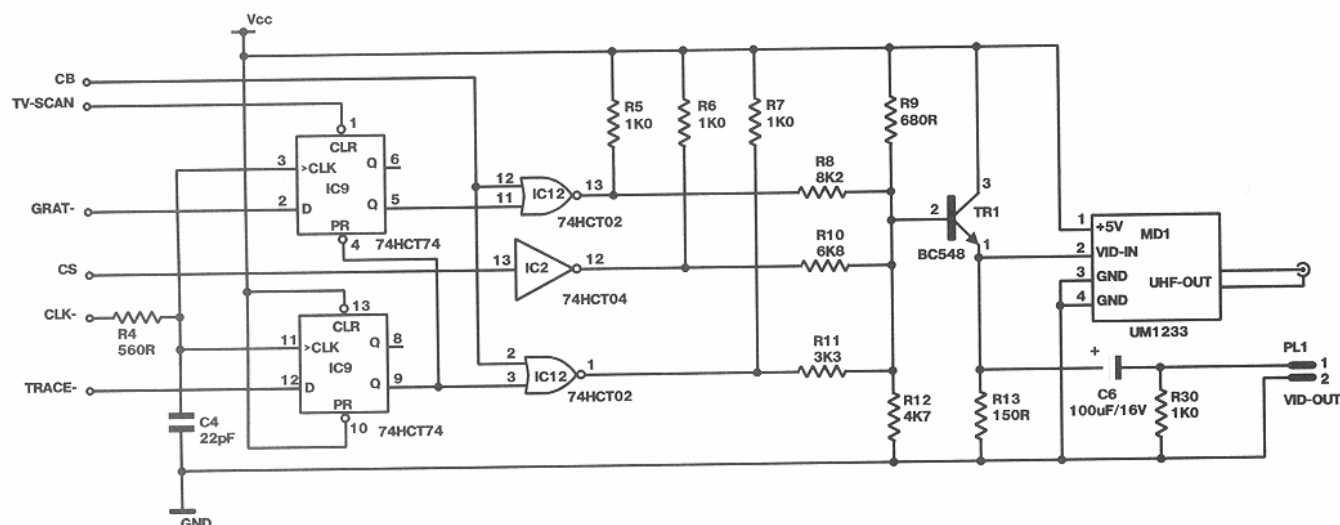 Vcc
CB
TV-SCAN
GRAT-
CS
CLK-
TRACE-
R4
560R
C4
22pF
GND
1
CLR
3
>CLK
Q
6
IC9
2
D
Q
5
PR
4
74HCT74
13
CLR
11
>CLK
Q
8
IC9
12
D
Q
9
PR
10
74HCT74
12
11
IC12
13
74HCT02
13
IC2
12
74HCT04
2
3
IC12
1
74HCT02
R5
1K0
R6
1K0
R7
1K0
R9
680R
R8
8K2
R10
6K8
R11
3K3
R12
4K7
2
3
TR1
1
BC548
R13
150R
1
+5V
MD1
2
VID-IN
3
GND
UHF-OUT
4
GND
UM1233
+
C6
100uF/16V
R30
1K0
PL1
1
2
VID-OUT